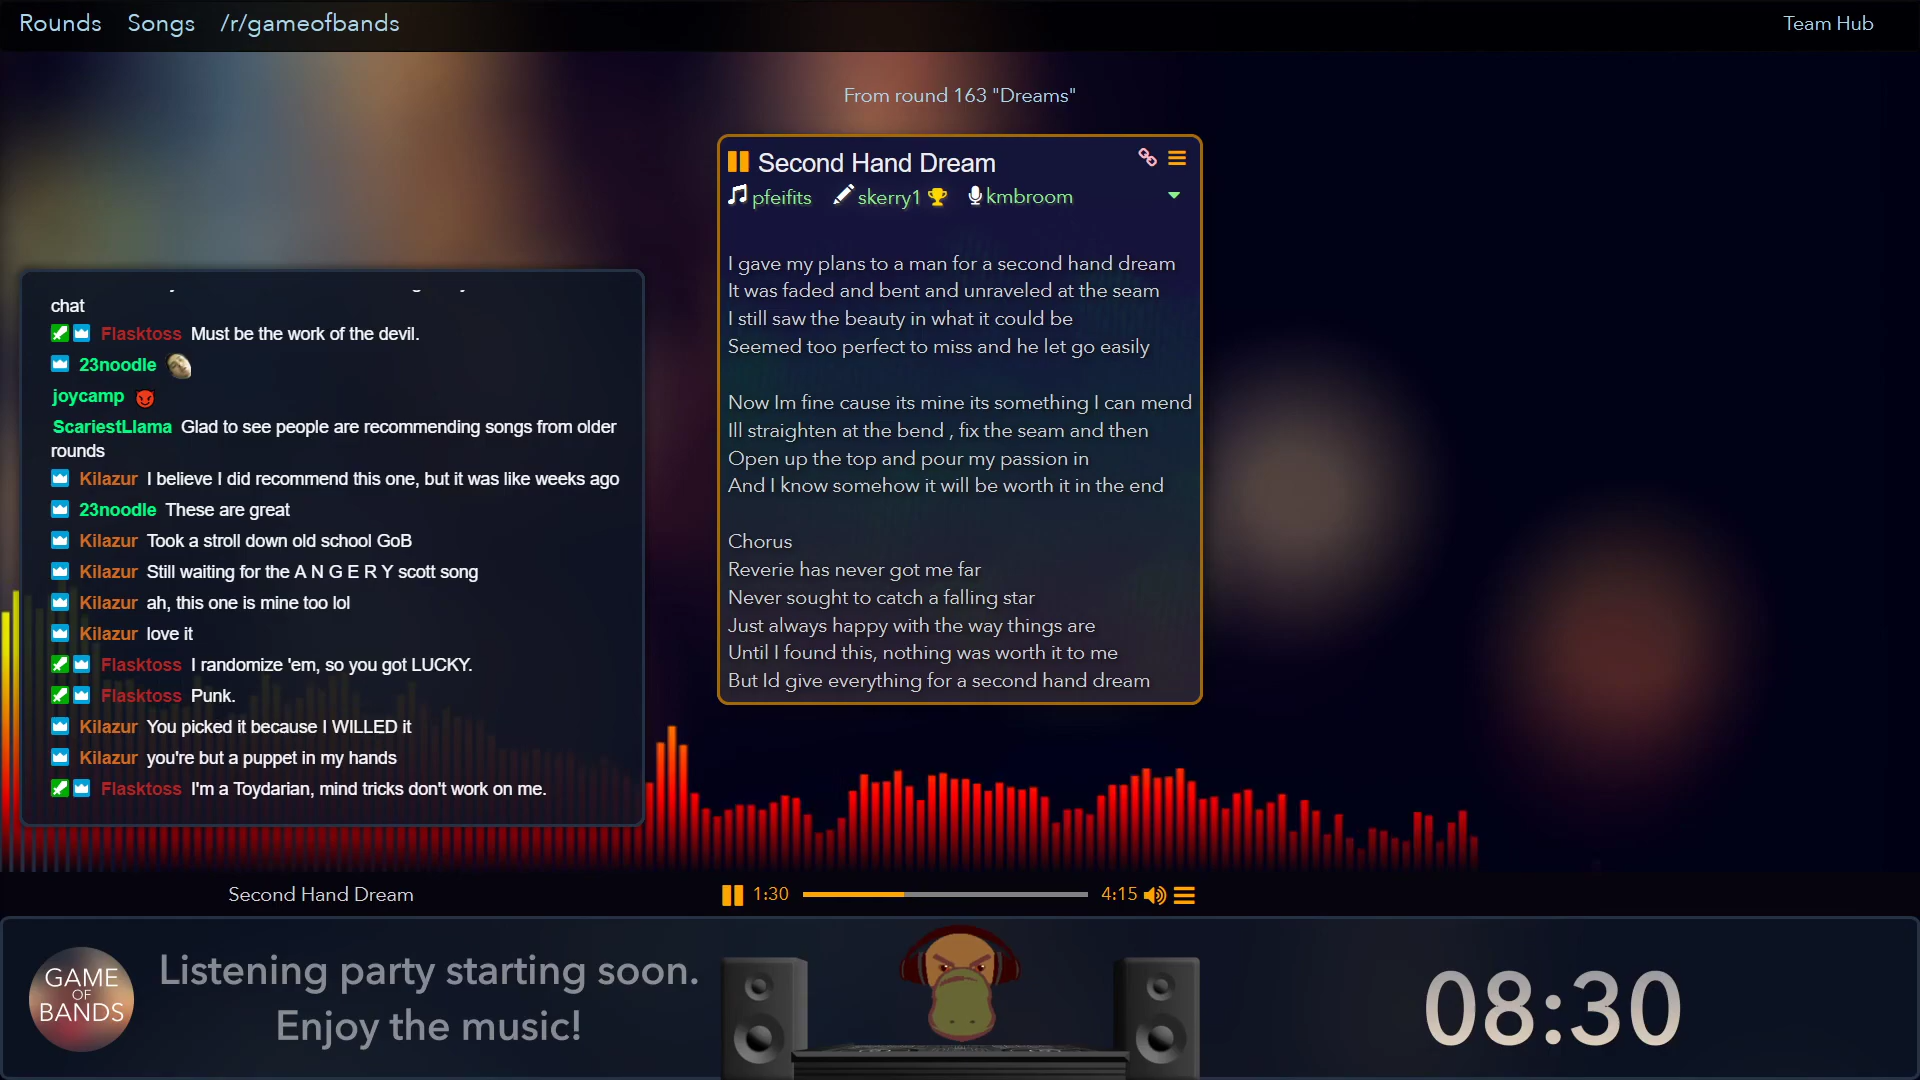 Rounds Songs /r/gameofbands Team Hub
From round 163 "Dreams"
Second Hand Dream
pfeifits skerry1 kmbroom
I gave my plans to a man for a second hand dream
It was faded and bent and unraveled at the seam
I still saw the beauty in what it could be
Seemed too perfect to miss and he let go easily
Now Im fine cause its mine its something I can mend
Ill straighten at the bend , fix the seam and then
Open up the top and pour my passion in
And I know somehow it will be worth it in the end
Chorus
Reverie has never got me far
Never sought to catch a falling star
Just always happy with the way things are
Until I found this, nothing was worth it to me
But Id give everything for a second hand dream
chat
Flasktoss Must be the work of the devil.
23noodle
joycamp
ScariestLlama Glad to see people are recommending songs from older
rounds
Kilazur I believe I did recommend this one, but it was like weeks ago
23noodle These are great
Kilazur Took a stroll down old school GoB
Kilazur Still waiting for the A N G E R Y scott song
Kilazur ah, this one is mine too lol
Kilazur love it
Flasktoss I randomize 'em, so you got LUCKY.
Flasktoss Punk.
Kilazur You picked it because I WILLED it
Kilazur you're but a puppet in my hands
Flasktoss I'm a Toydarian, mind tricks don't work on me.
Second Hand Dream 1:30 4:15
GAME
OF
BANDS
Listening party starting soon.
Enjoy the music!
08:30